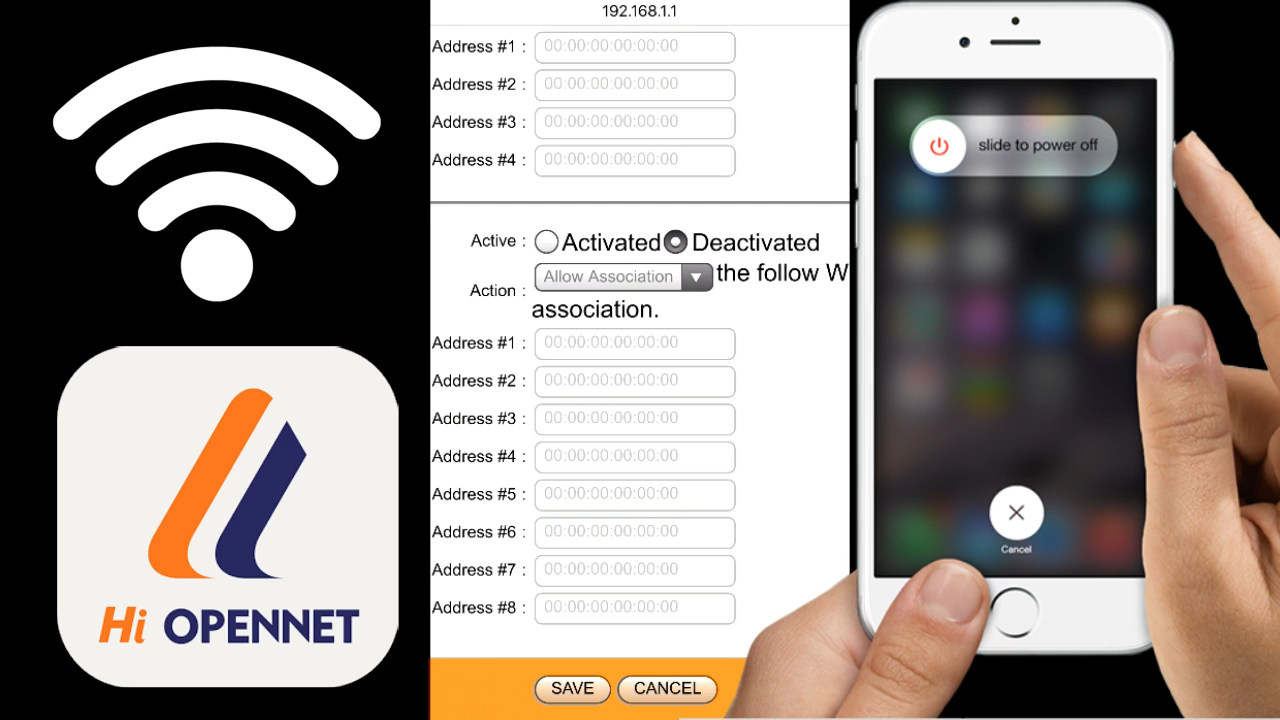 192.168.1.1
Address #1 : 00:00:00:00:00:00
Address #2 : 00:00:00:00:00:00
Address #3 : 00:00:00:00:00:00
Address #4 : 00:00:00:00:00:00
Active : Activated Deactivated
Action : Allow Association the follow W
association.
Address #1 : 00:00:00:00:00:00
Address #2 : 00:00:00:00:00:00
Address #3 : 00:00:00:00:00:00
Address #4 : 00:00:00:00:00:00
Address #5 : 00:00:00:00:00:00
Address #6 : 00:00:00:00:00:00
Address #7 : 00:00:00:00:00:00
Address #8 : 00:00:00:00:00:00
SAVE CANCEL
Hi OPENNET
slide to power off
Cancel